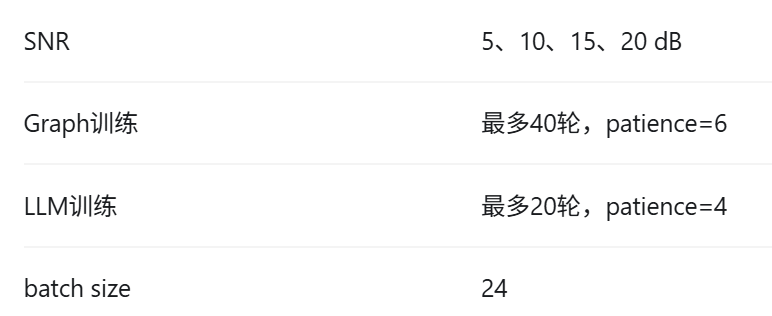 SNR 5、10、15、20 dB
Graph训练 最多40轮，patience=6
LLM训练 最多20轮，patience=4
batch size 24